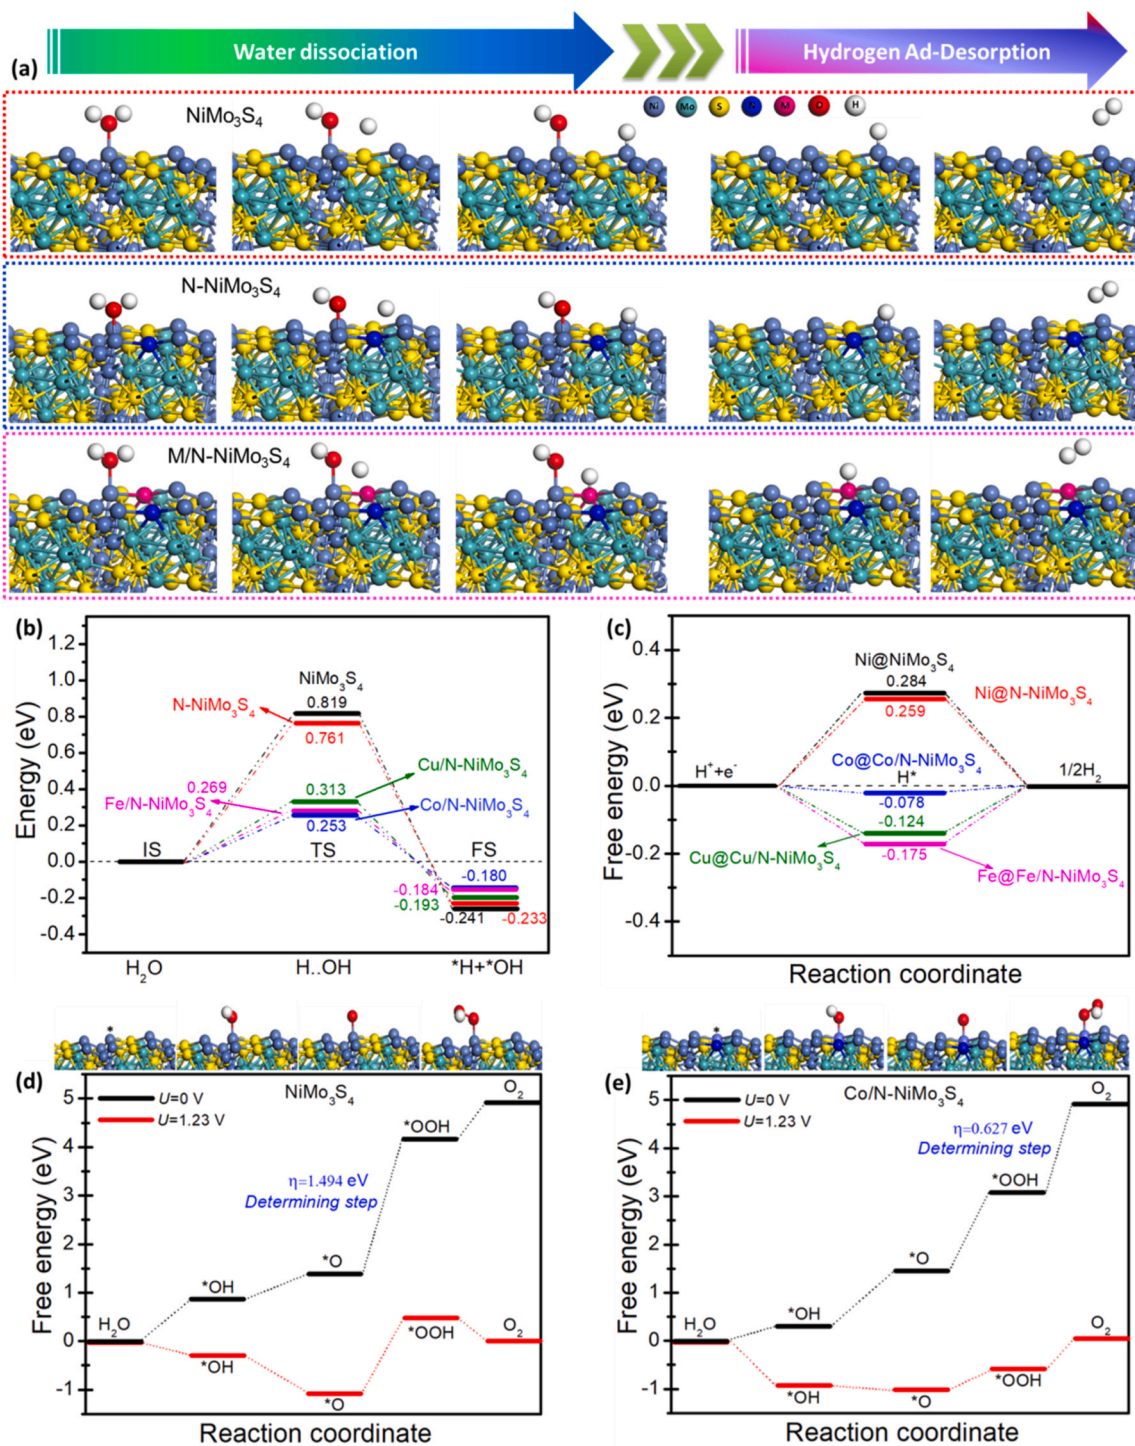 Water dissociation
Hydrogen Ad-Desorption
(a)
Ni Mo S N M O H
NiMo₃S₄
N-NiMo₃S₄
M/N-NiMo₃S₄
(b)
1.2
1.0
0.8
0.6
0.4
0.2
0.0
-0.2
-0.4
Energy (eV)
NiMo₃S₄
0.819
N-NiMo₃S₄
0.761
Cu/N-NiMo₃S₄
0.269
0.313
Fe/N-NiMo₃S₄
Co/N-NiMo₃S₄
0.253
IS
TS
FS
-0.180
-0.184
-0.193
-0.241
-0.233
H₂O
H..OH
*H+*OH
(c)
0.4
0.2
0.0
-0.2
-0.4
Free energy (eV)
Ni@NiMo₃S₄
0.284
Ni@N-NiMo₃S₄
0.259
Co@Co/N-NiMo₃S₄
H⁺+e⁻
H*
1/2H₂
-0.078
-0.124
Cu@Cu/N-NiMo₃S₄
-0.175
Fe@Fe/N-NiMo₃S₄
Reaction coordinate
*
(d)
5
4
3
2
1
0
-1
Free energy (eV)
U=0 V
U=1.23 V
NiMo₃S₄
O₂
*OOH
η=1.494 eV
Determining step
*O
*OH
H₂O
*OH
*O
*OOH
O₂
Reaction coordinate
*
(e)
5
4
3
2
1
0
-1
Free energy (eV)
U=0 V
U=1.23 V
Co/N-NiMo₃S₄
O₂
η=0.627 eV
Determining step
*OOH
*O
*OH
H₂O
*OH
*O
*OOH
O₂
Reaction coordinate